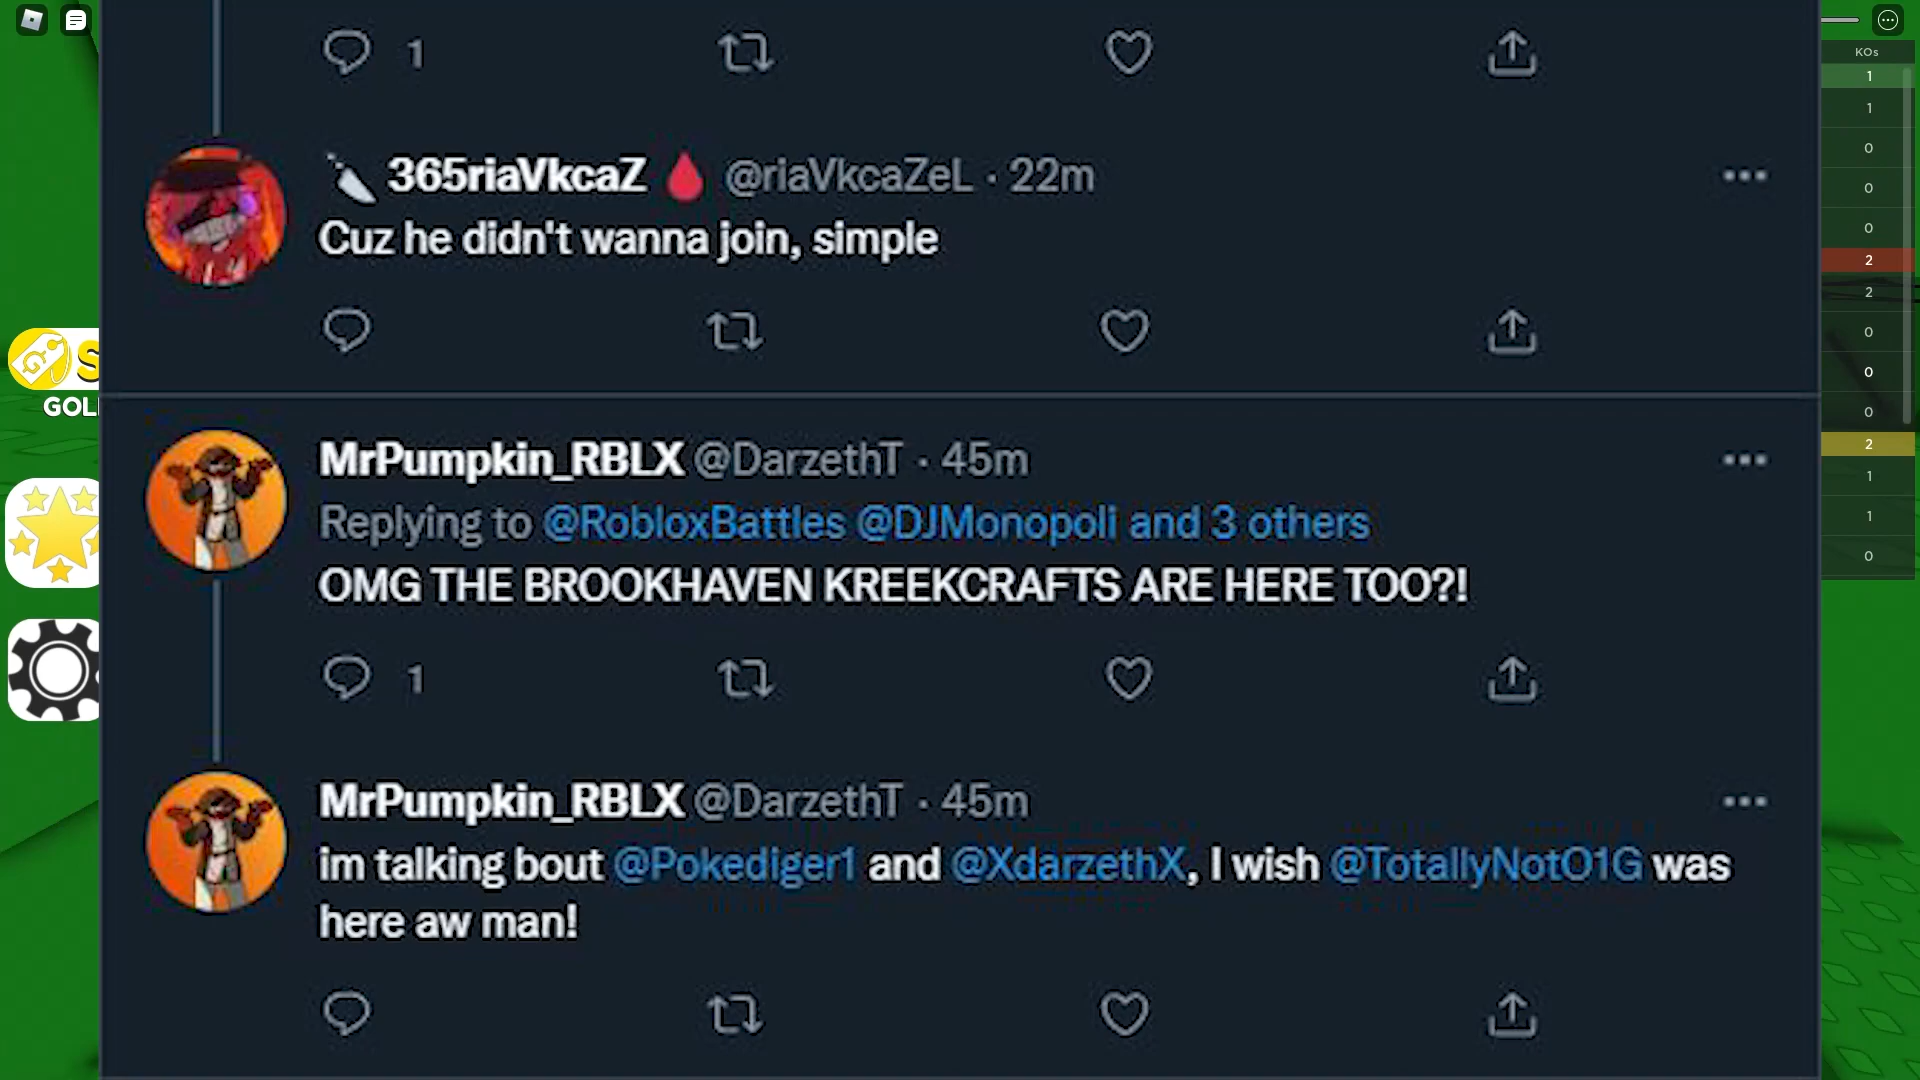 1
365riaVkcaZ @riaVkcaZeL · 22m
Cuz he didn't wanna join, simple
MrPumpkin_RBLX @DarzethT · 45m
Replying to @RobloxBattles @DJMonopoli and 3 others
OMG THE BROOKHAVEN KREEKCRAFTS ARE HERE TOO?!
1
MrPumpkin_RBLX @DarzethT · 45m
im talking bout @Pokediger1 and @XdarzethX, I wish @TotallyNotO1G was
here aw man!
S
GOL
KOs
1
1
0
0
0
2
2
0
0
0
2
1
1
0